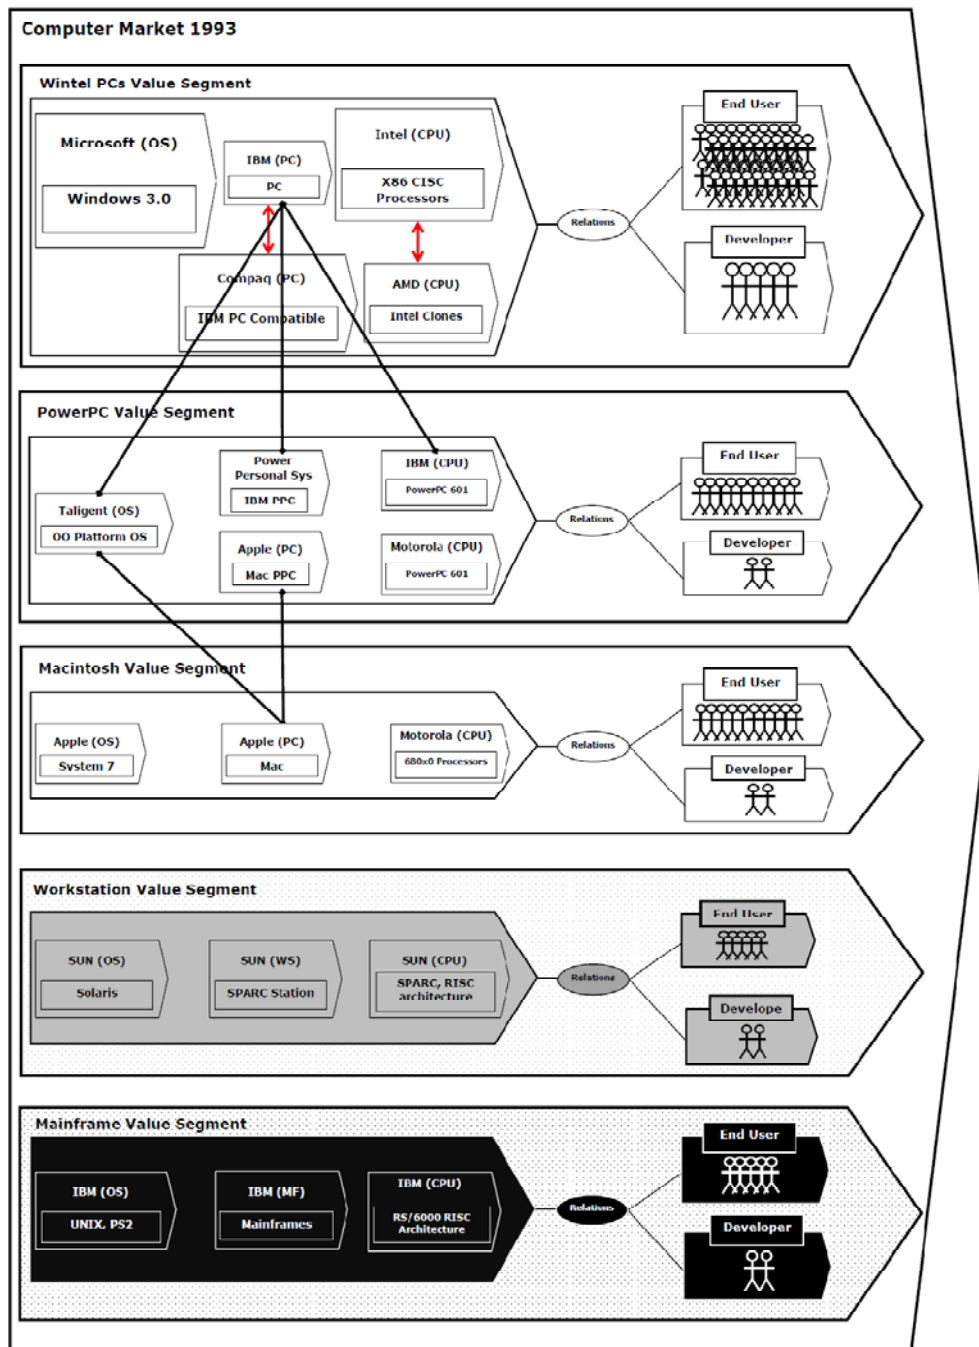 Computer Market 1993
Wintel PCs Value Segment
Microsoft (OS)
Windows 3.0
IBM (PC)
PC
Intel (CPU)
X86 CISC
Processors
Compaq (PC)
IBM PC Compatible
AMD (CPU)
Intel Clones
Relations
End User
Developer
PowerPC Value Segment
Taligent (OS)
OO Platform OS
Power
Personal Sys
IBM PPC
IBM (CPU)
PowerPC 601
Apple (PC)
Mac PPC
Motorola (CPU)
PowerPC 601
Relations
End User
Developer
Macintosh Value Segment
Apple (OS)
System 7
Apple (PC)
Mac
Motorola (CPU)
680x0 Processors
Relations
End User
Developer
Workstation Value Segment
SUN (OS)
Solaris
SUN (WS)
SPARC Station
SUN (CPU)
SPARC, RISC
architecture
Relations
End User
Develope
Mainframe Value Segment
IBM (OS)
UNIX, PS2
IBM (MF)
Mainframes
IBM (CPU)
RS/6000 RISC
Architecture
Relations
End User
Developer